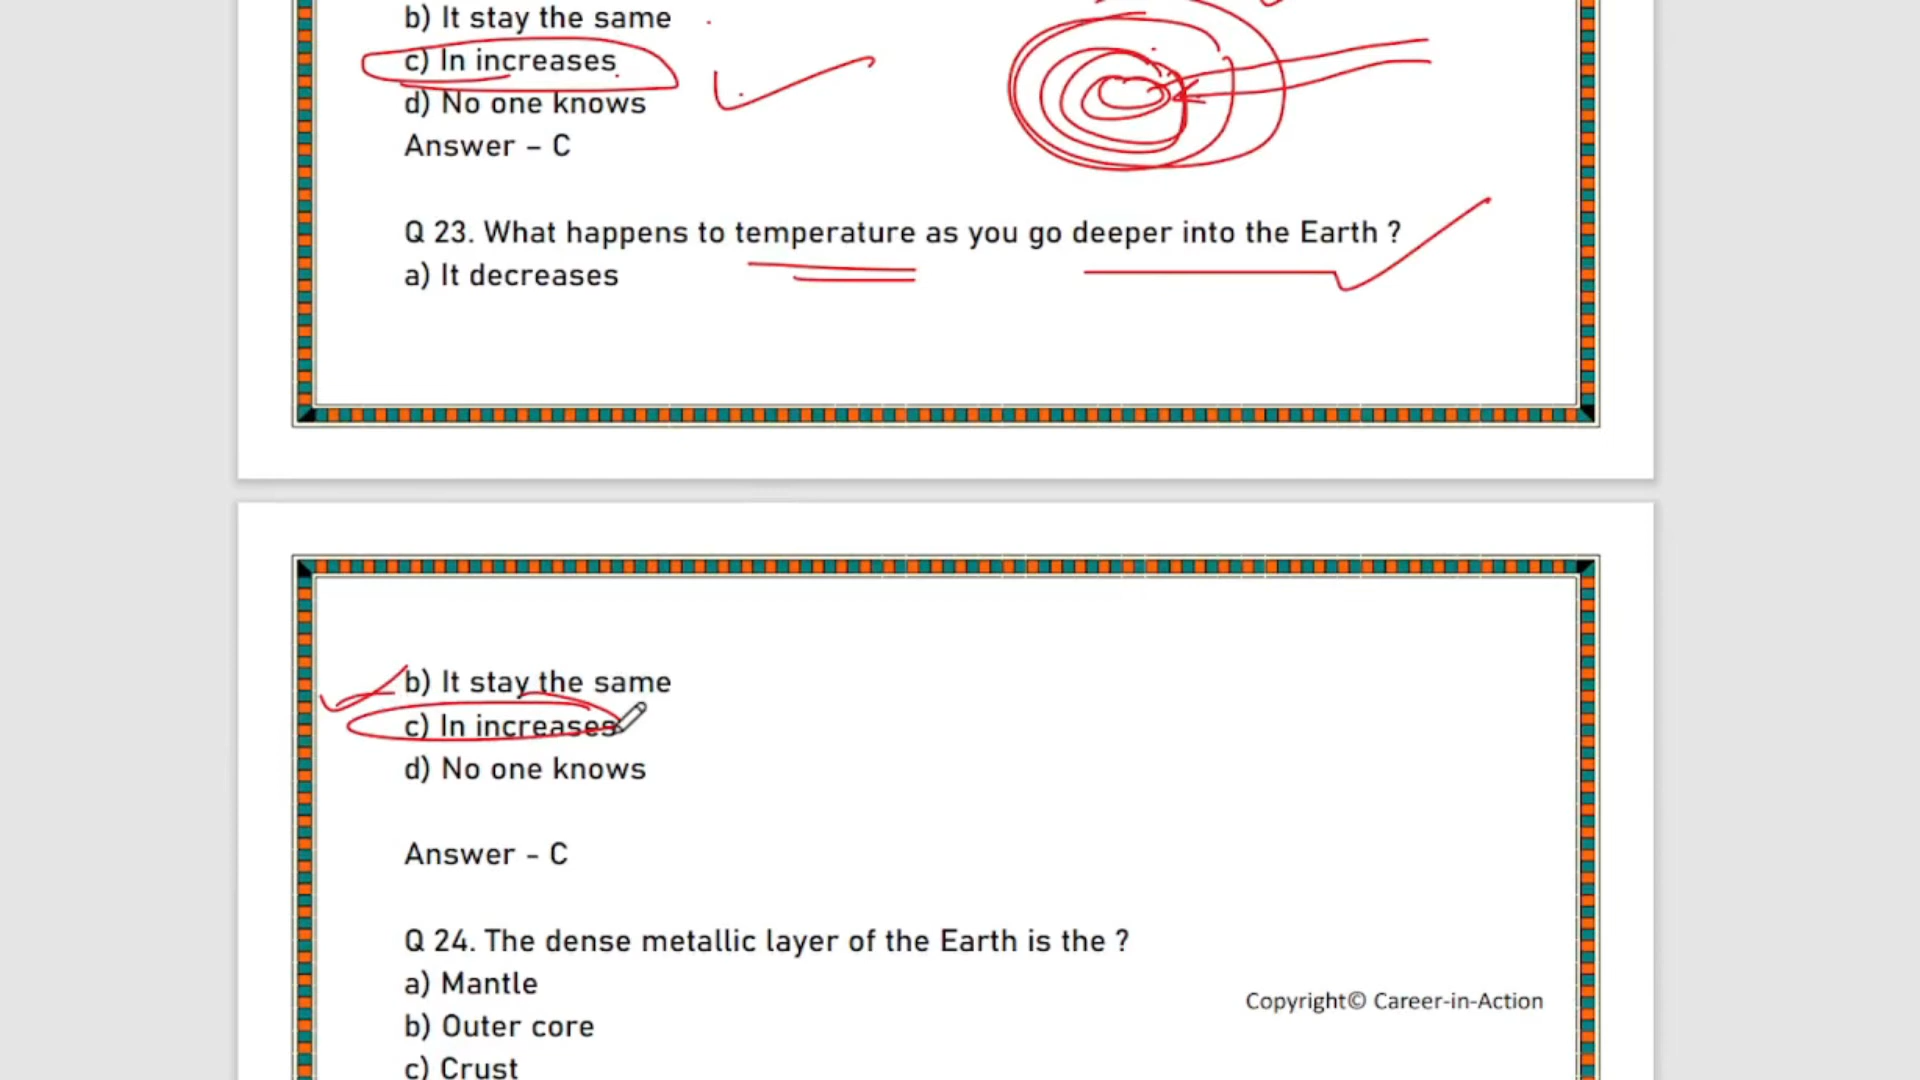 b) It stay the same
c) In increases
d) No one knows
Answer – C
Q 23. What happens to temperature as you go deeper into the Earth ?
a) It decreases
b) It stay the same
c) In increases
d) No one knows
Answer - C
Q 24. The dense metallic layer of the Earth is the ?
a) Mantle
Copyright© Career-in-Action
b) Outer core
c) Crust